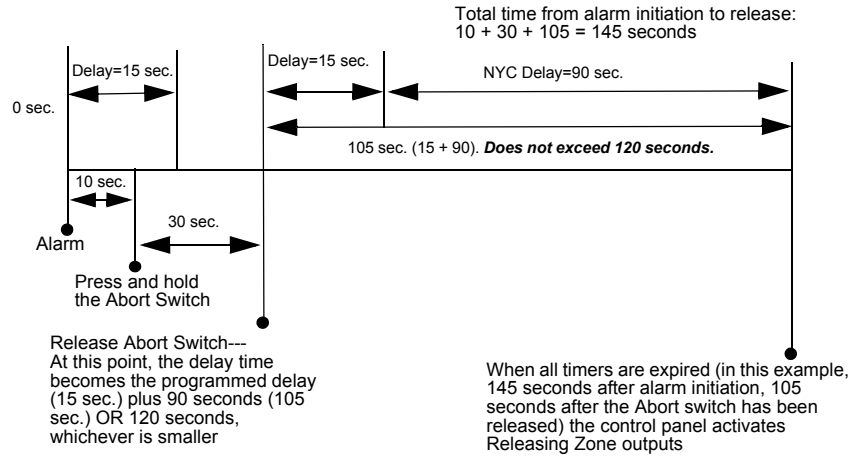 Total time from alarm initiation to release:
10 + 30 + 105 = 145 seconds
Delay=15 sec.
Delay=15 sec.
NYC Delay=90 sec.
0 sec.
105 sec. (15 + 90). Does not exceed 120 seconds.
10 sec.
30 sec.
Alarm
Press and hold
the Abort Switch
Release Abort Switch---
At this point, the delay time
becomes the programmed delay
(15 sec.) plus 90 seconds (105
sec.) OR 120 seconds,
whichever is smaller
When all timers are expired (in this example,
145 seconds after alarm initiation, 105
seconds after the Abort switch has been
released) the control panel activates
Releasing Zone outputs